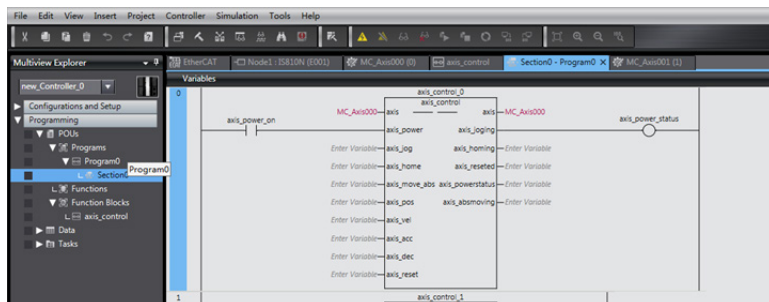 File Edit View Insert Project Controller Simulation Tools Help
Multiview Explorer
EtherCAT Node1 : IS810N (E001) MC_Axis000 (0) axis_control Section0 - Program0 X MC_Axis001 (1)
Variables
new_Controller_0
Configurations and Setup
Programming
POUs
Programs
Program0
Section0
Program0
Functions
Function Blocks
axis_control
Data
Tasks
0
axis_control_0
axis_control
axis_power_on
MC_Axis000 axis axis MC_Axis000
axis_power_status
axis_power axis_joging
Enter Variable axis_jog axis_homing Enter Variable
Enter Variable axis_home axis_reseted Enter Variable
Enter Variable axis_move_abs axis_powerstatus Enter Variable
Enter Variable axis_pos axis_absmoving Enter Variable
Enter Variable axis_vel
Enter Variable axis_acc
Enter Variable axis_dec
Enter Variable axis_reset
1
axis_control_1